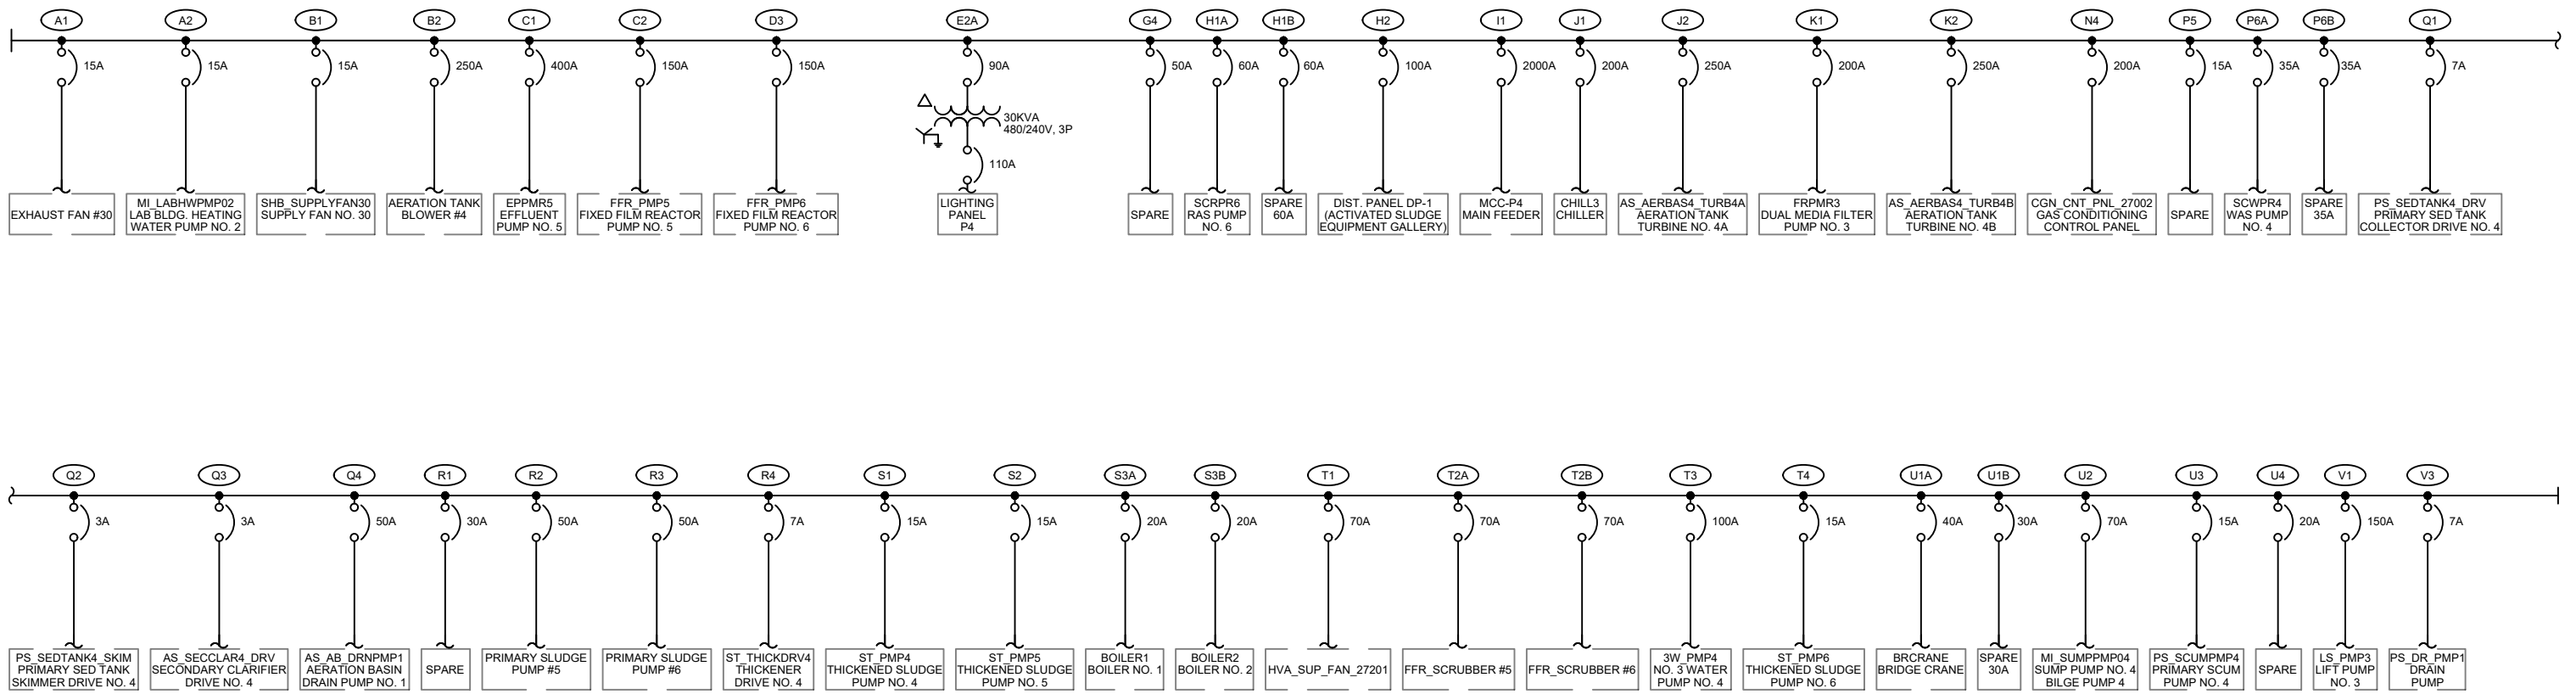 A1
A2
B1
B2
C1
C2
D3
E2A
G4
H1A
H1B
H2
I1
J1
J2
K1
K2
N4
P5
P6A
P6B
Q1
15A
15A
15A
250A
400A
150A
150A
90A
50A
60A
60A
100A
2000A
200A
250A
200A
250A
200A
15A
35A
35A
7A
30KVA
480/240V, 3P
110A
EXHAUST FAN #30
MI_LABHWPMP02
LAB BLDG. HEATING
WATER PUMP NO. 2
SHB_SUPPLYFAN30
SUPPLY FAN NO. 30
AERATION TANK
BLOWER #4
EPPMR5
EFFLUENT
PUMP NO. 5
FFR_PMP5
FIXED FILM REACTOR
PUMP NO. 5
FFR_PMP6
FIXED FILM REACTOR
PUMP NO. 6
LIGHTING
PANEL
P4
SPARE
SCRPR6
RAS PUMP
NO. 6
SPARE
60A
DIST. PANEL DP-1
(ACTIVATED SLUDGE
EQUIPMENT GALLERY)
MCC-P4
MAIN FEEDER
CHILL3
CHILLER
AS_AERBAS4_TURB4A
AERATION TANK
TURBINE NO. 4A
FRPMR3
DUAL MEDIA FILTER
PUMP NO. 3
AS_AERBAS4_TURB4B
AERATION TANK
TURBINE NO. 4B
CGN_CNT_PNL_27002
GAS CONDITIONING
CONTROL PANEL
SPARE
SCWPR4
WAS PUMP
NO. 4
SPARE
35A
PS_SEDTANK4_DRV
PRIMARY SED TANK
COLLECTOR DRIVE NO. 4
Q2
Q3
Q4
R1
R2
R3
R4
S1
S2
S3A
S3B
T1
T2A
T2B
T3
T4
U1A
U1B
U2
U3
U4
V1
V3
3A
3A
50A
30A
50A
50A
7A
15A
15A
20A
20A
70A
70A
70A
100A
15A
40A
30A
70A
15A
20A
150A
7A
PS_SEDTANK4_SKIM
PRIMARY SED TANK
SKIMMER DRIVE NO. 4
AS_SECCLAR4_DRV
SECONDARY CLARIFIER
DRIVE NO. 4
AS_AB_DRNPMP1
AERATION BASIN
DRAIN PUMP NO. 1
SPARE
PRIMARY SLUDGE
PUMP #5
PRIMARY SLUDGE
PUMP #6
ST_THICKDRV4
THICKENER
DRIVE NO. 4
ST_PMP4
THICKENED SLUDGE
PUMP NO. 4
ST_PMP5
THICKENED SLUDGE
PUMP NO. 5
BOILER1
BOILER NO. 1
BOILER2
BOILER NO. 2
HVA_SUP_FAN_27201
FFR_SCRUBBER #5
FFR_SCRUBBER #6
3W_PMP4
NO. 3 WATER
PUMP NO. 4
ST_PMP6
THICKENED SLUDGE
PUMP NO. 6
BRCRANE
BRIDGE CRANE
SPARE
30A
MI_SUMPPMP04
SUMP PUMP NO. 4
BILGE PUMP 4
PS_SCUMPMP4
PRIMARY SCUM
PUMP NO. 4
SPARE
LS_PMP3
LIFT PUMP
NO. 3
PS_DR_PMP1
DRAIN
PUMP